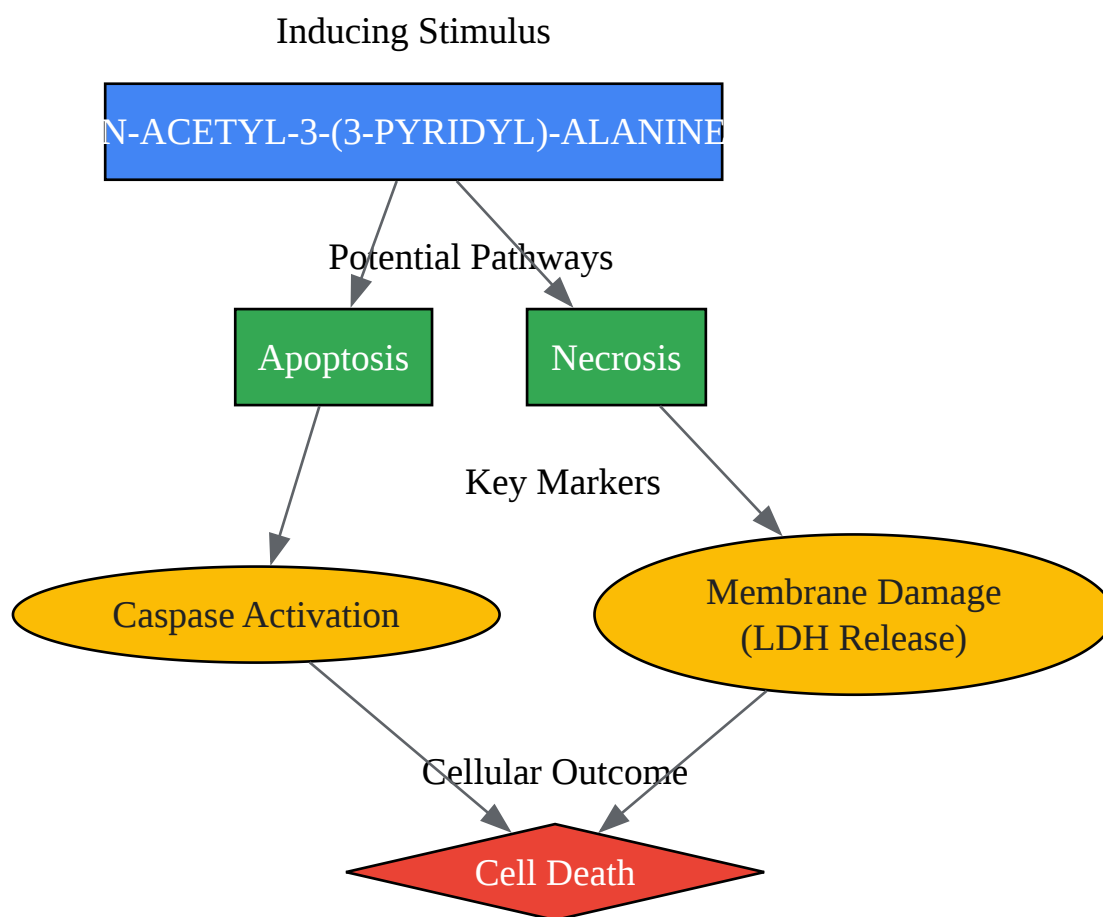 Inducing Stimulus
N-ACETYL-3-(3-PYRIDYL)-ALANINE
Potential Pathways
Apoptosis
Necrosis
Key Markers
Caspase Activation
Membrane Damage
(LDH Release)
Cellular Outcome
Cell Death